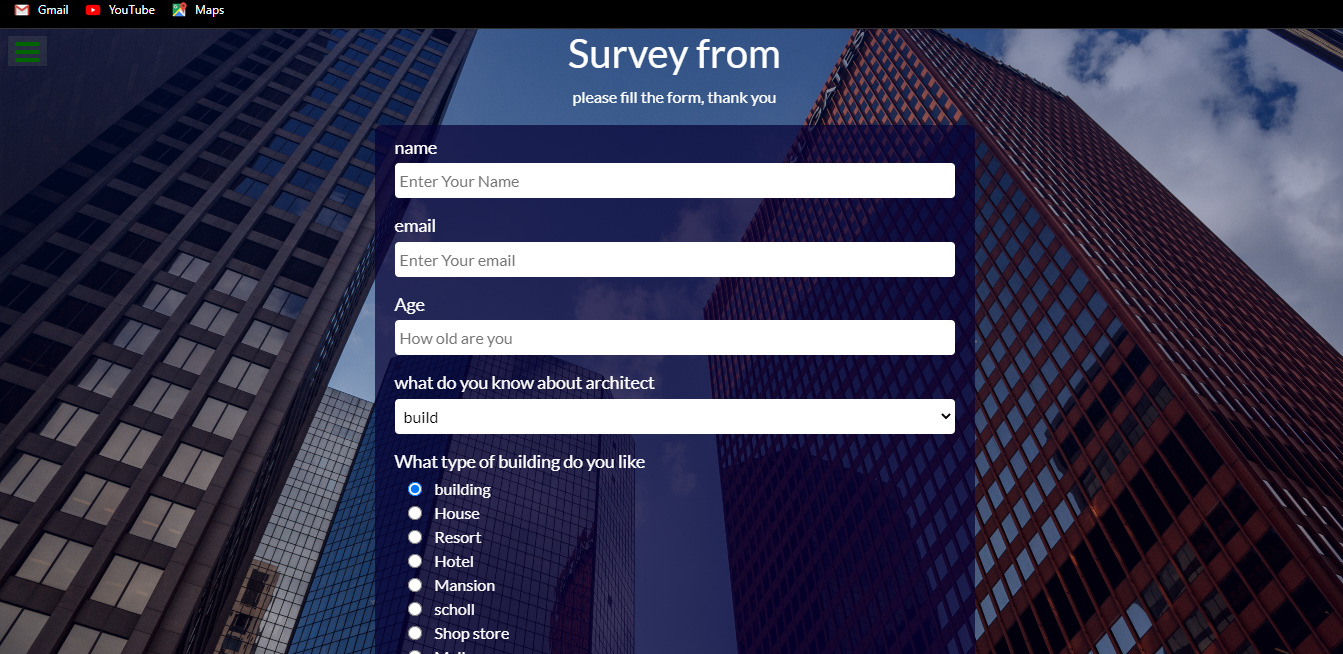 Gmail YouTube Maps
Survey from
please fill the form, thank you
name
Enter Your Name
email
Enter Your email
Age
How old are you
what do you know about architect
build
What type of building do you like
building
House
Resort
Hotel
Mansion
scholl
Shop store